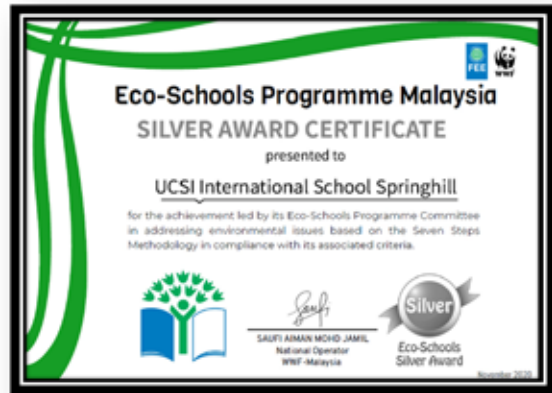 FEE
WWF
Eco-Schools Programme Malaysia
SILVER AWARD CERTIFICATE
presented to
UCSI International School Springhill
for the achievement led by its Eco-Schools Programme Committee
in addressing environmental issues based on the Seven Steps
Methodology in compliance with its associated criteria.
SAUFI AIMAN MOHD JAMIL
National Operator
WWF-Malaysia
Silver
Eco-Schools
Silver Award
November 2020